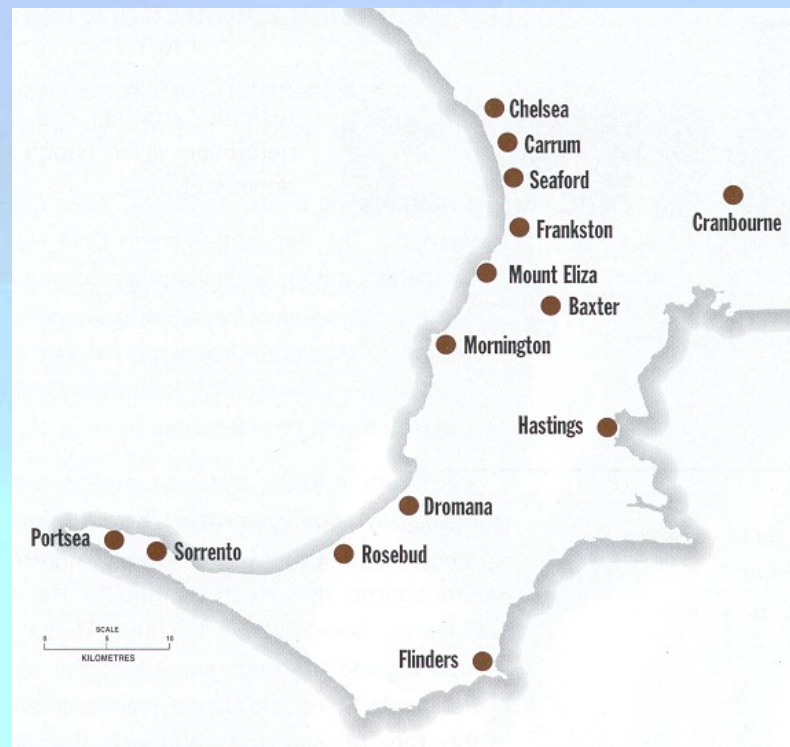 Chelsea
Carrum
Seaford
Cranbourne
Frankston
Mount Eliza
Baxter
Mornington
Hastings
Dromana
Portsea
Sorrento
Rosebud
SCALE
0 5 10
KILOMETRES
Flinders